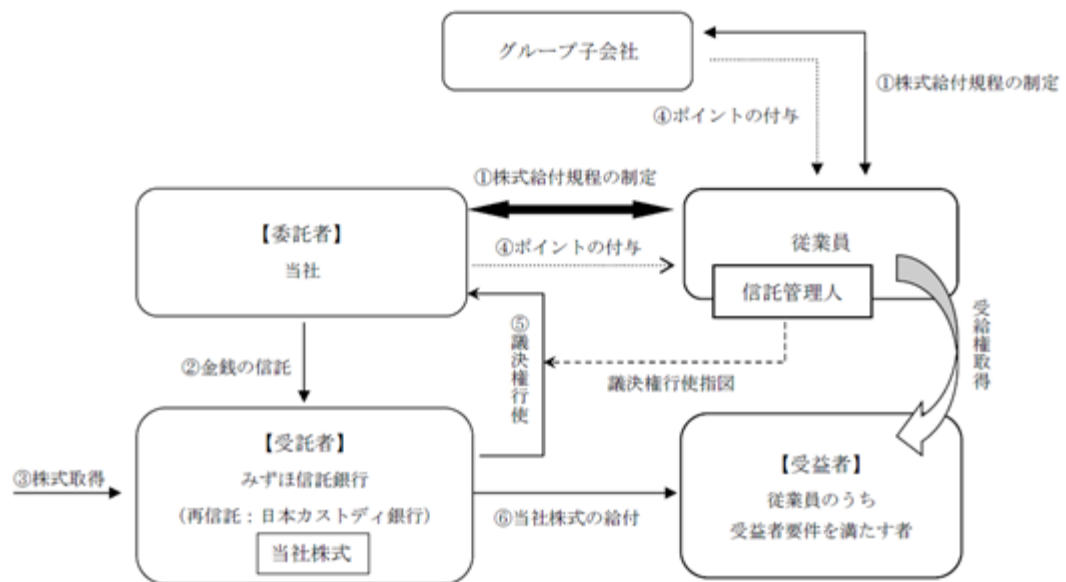 グループ子会社
①株式給付規程の制定
④ポイントの付与
①株式給付規程の制定
【委託者】
当社
④ポイントの付与
従業員
信託管理人
②金銭の信託
⑤議決権行使
議決権行使指図
受給権取得
③株式取得
【受託者】
みずほ信託銀行
(再信託：日本カストディ銀行)
当社株式
⑥当社株式の給付
【受益者】
従業員のうち
受益者要件を満たす者